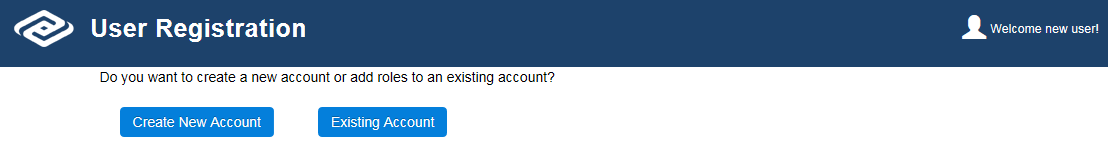 User Registration
Welcome new user!
Do you want to create a new account or add roles to an existing account?
Create New Account
Existing Account